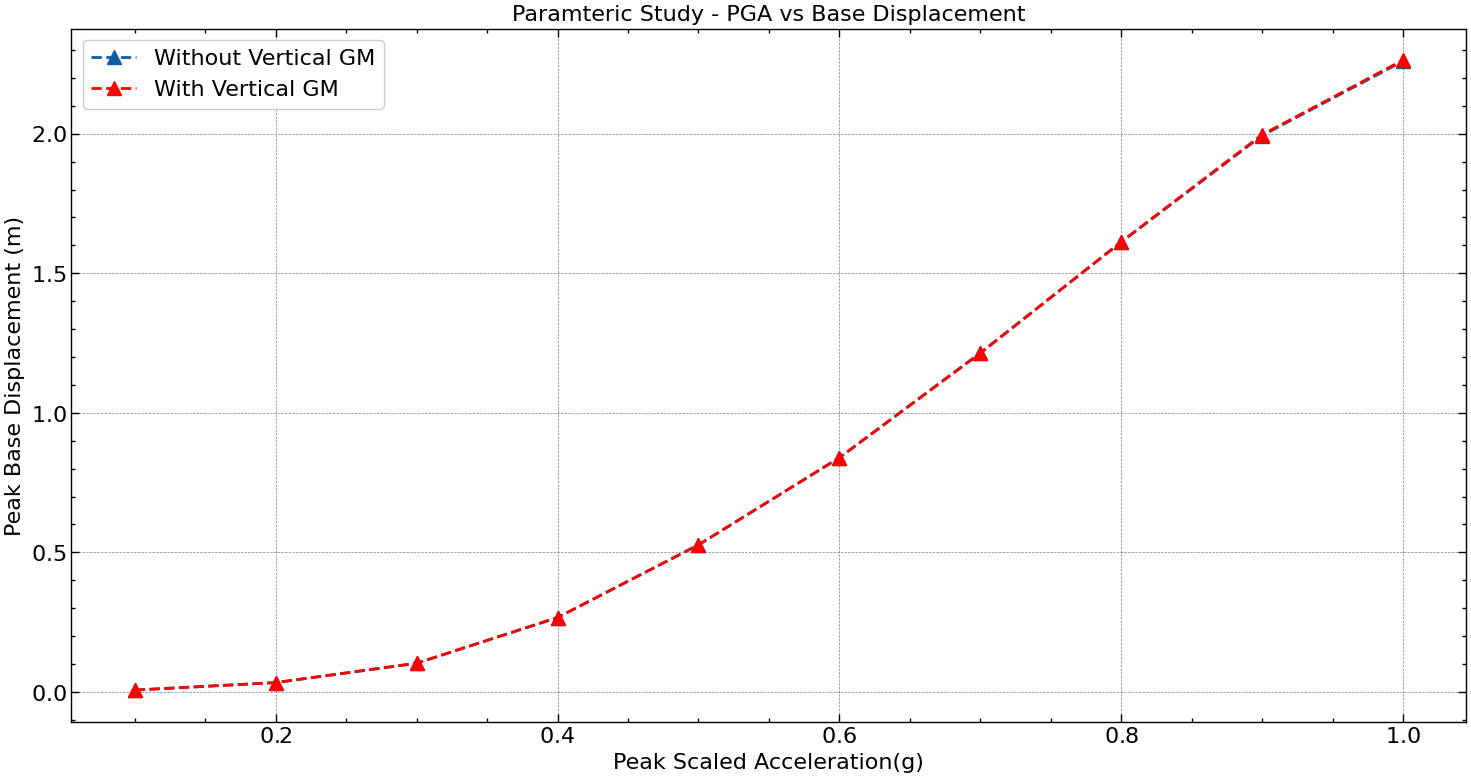 Paramteric Study - PGA vs Base Displacement
Without Vertical GM
With Vertical GM
Peak Base Displacement (m)
2.0
1.5
1.0
0.5
0.0
0.2 0.4 0.6 0.8 1.0
Peak Scaled Acceleration(g)